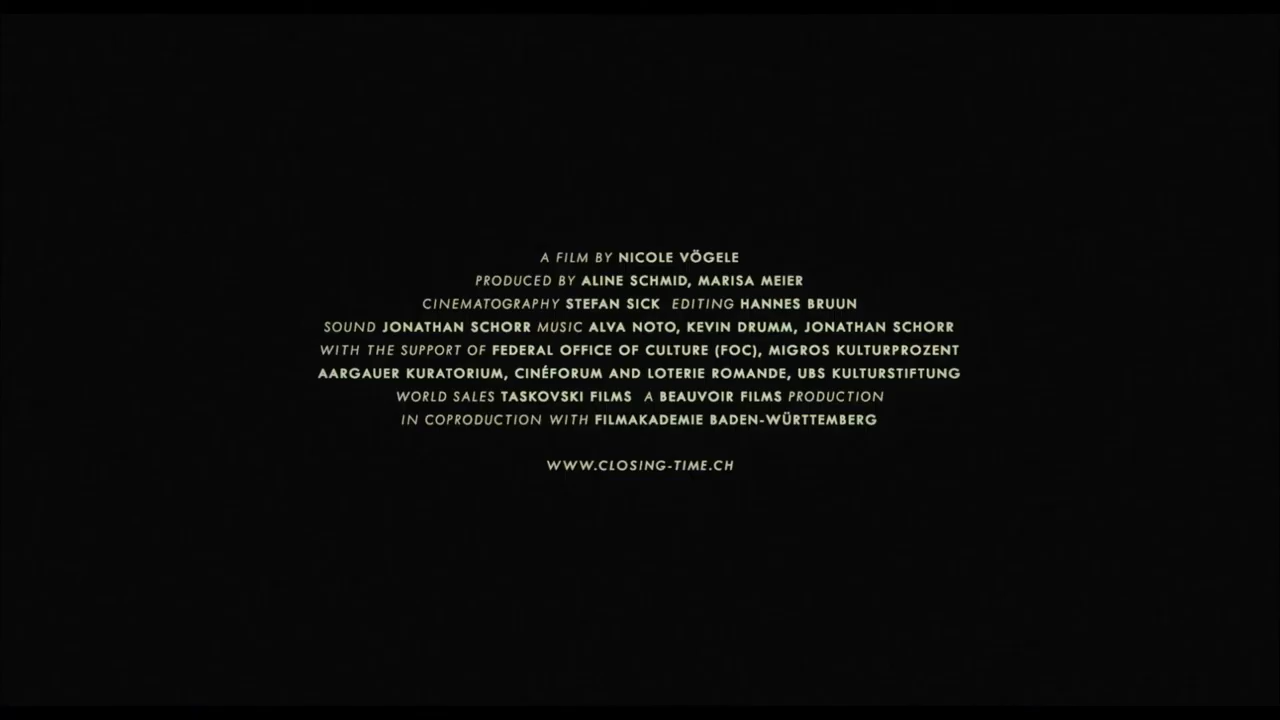 A FILM BY NICOLE VÖGELE
PRODUCED BY ALINE SCHMID, MARISA MEIER
CINEMATOGRAPHY STEFAN SICK EDITING HANNES BRUUN
SOUND JONATHAN SCHORR MUSIC ALVA NOTO, KEVIN DRUMM, JONATHAN SCHORR
WITH THE SUPPORT OF FEDERAL OFFICE OF CULTURE (FOC), MIGROS KULTURPROZENT
AARGAUER KURATORIUM, CINÉFORUM AND LOTERIE ROMANDE, UBS KULTURSTIFTUNG
WORLD SALES TASKOVSKI FILMS A BEAUVOIR FILMS PRODUCTION
IN COPRODUCTION WITH FILMAKADEMIE BADEN-WÜRTTEMBERG
WWW.CLOSING-TIME.CH